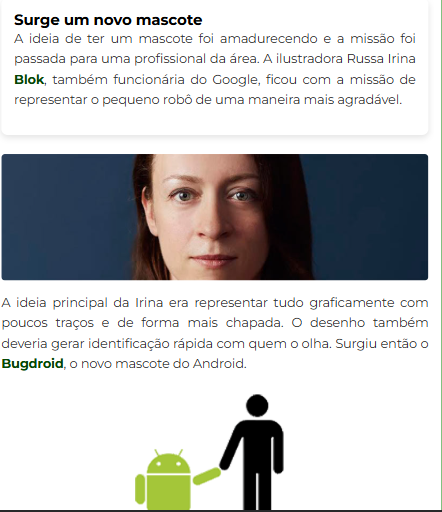 Surge um novo mascote
A ideia de ter um mascote foi amadurecendo e a missão foi
passada para uma profissional da área. A ilustradora Russa Irina
Blok, também funcionária do Google, ficou com a missão de
representar o pequeno robô de uma maneira mais agradável.
A ideia principal da Irina era representar tudo graficamente com
poucos traços e de forma mais chapada. O desenho também
deveria gerar identificação rápida com quem o olha. Surgiu então o
Bugdroid, o novo mascote do Android.